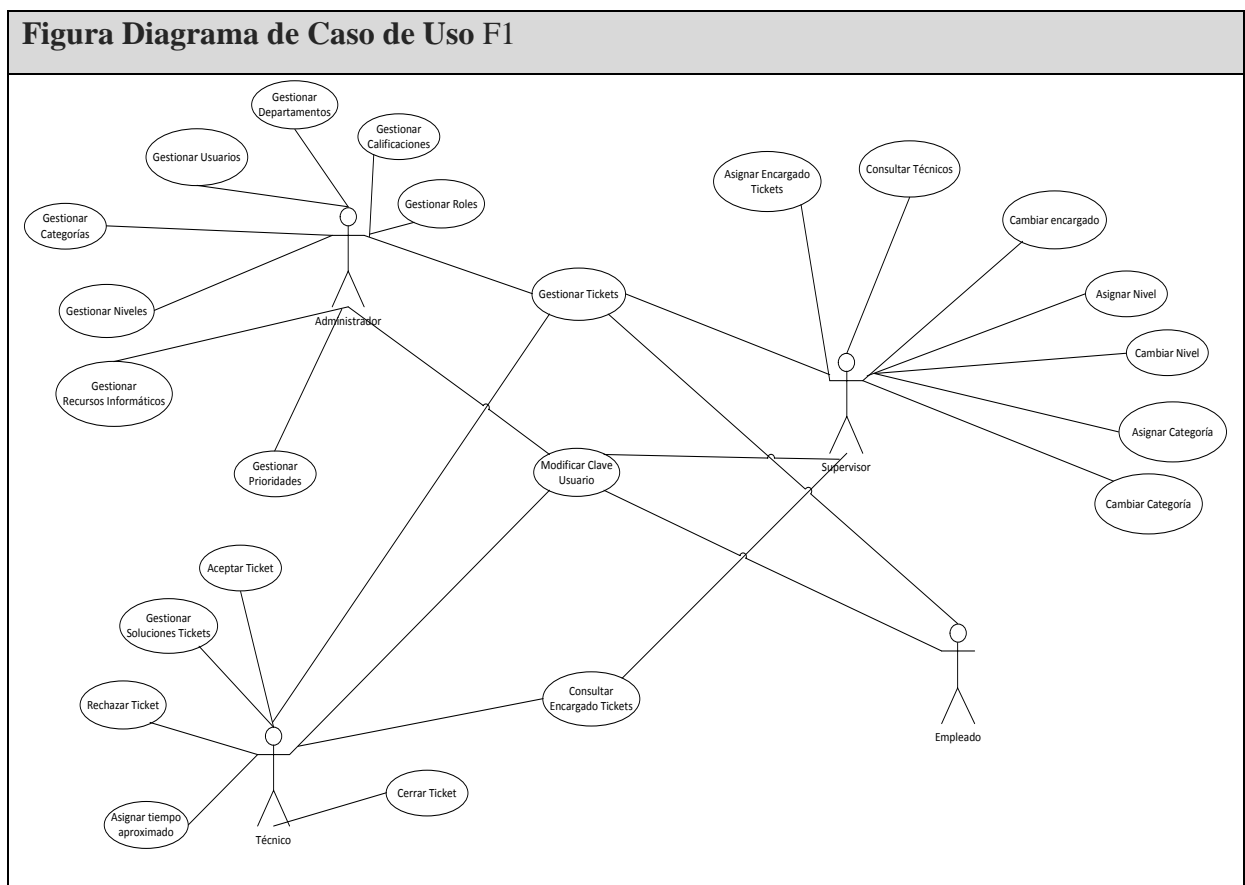 Figura Diagrama de Caso de Uso F1
Gestionar
Departamentos
Gestionar
Calificaciones
Gestionar Usuarios
Gestionar Roles
Gestionar
Categorías
Gestionar Niveles
Administrador
Gestionar
Recursos Informáticos
Gestionar
Prioridades
Gestionar Tickets
Modificar Clave
Usuario
Consultar
Encargado Tickets
Asignar Encargado
Tickets
Consultar Técnicos
Cambiar encargado
Asignar Nivel
Cambiar Nivel
Asignar Categoría
Cambiar Categoría
Supervisor
Aceptar Ticket
Gestionar
Soluciones Tickets
Rechazar Ticket
Asignar tiempo
aproximado
Técnico
Cerrar Ticket
Empleado